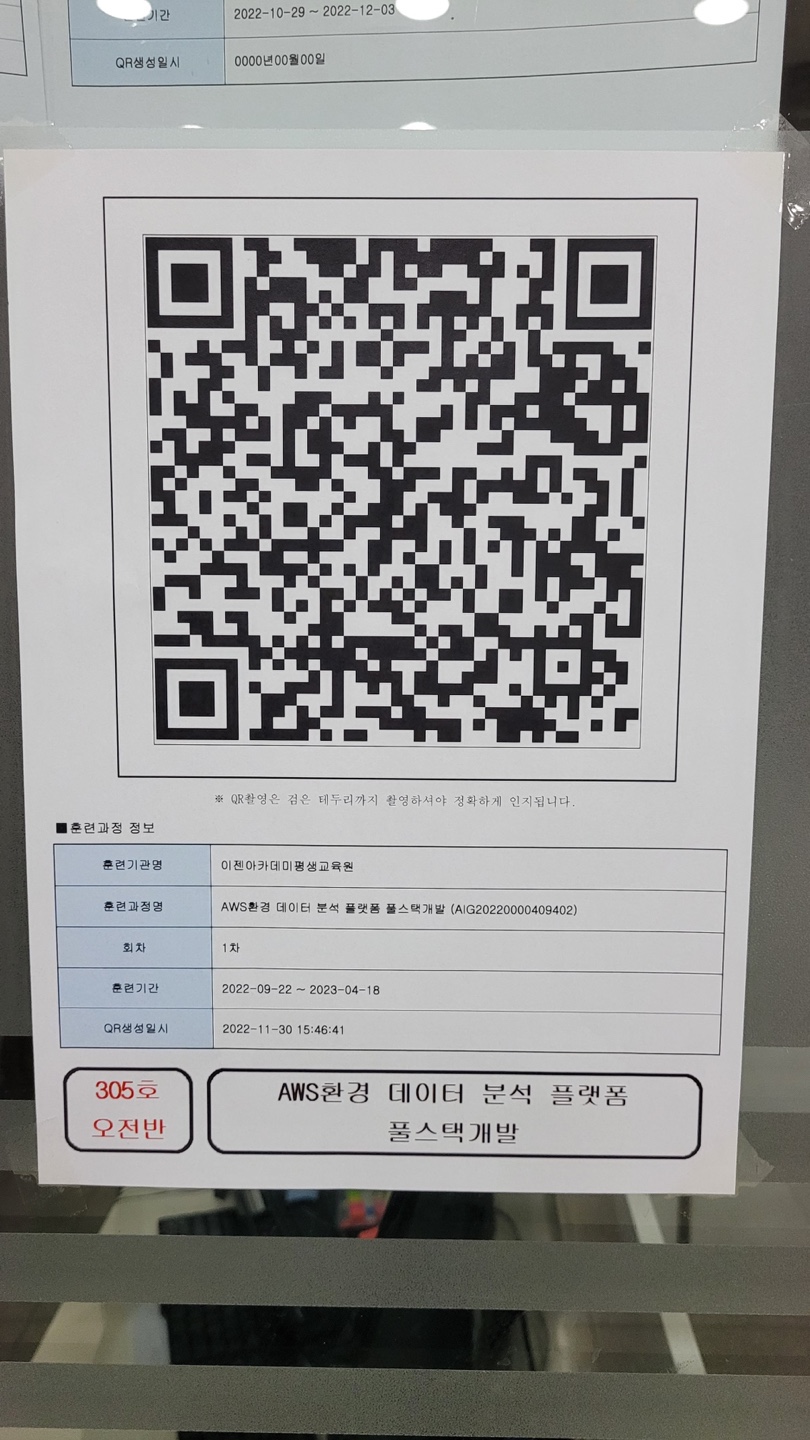 훈련기간 2022-10-29 ~ 2022-12-03
QR생성일시 0000년00월00일
※ QR촬영은 검은 테두리까지 촬영하셔야 정확하게 인지됩니다.
■훈련과정 정보
훈련기관명 이젠아카데미평생교육원
훈련과정명 AWS환경 데이터 분석 플랫폼 풀스택개발 (AIG20220000409402)
회차 1차
훈련기간 2022-09-22 ~ 2023-04-18
QR생성일시 2022-11-30 15:46:41
305호
오전반
AWS환경 데이터 분석 플랫폼
풀스택개발